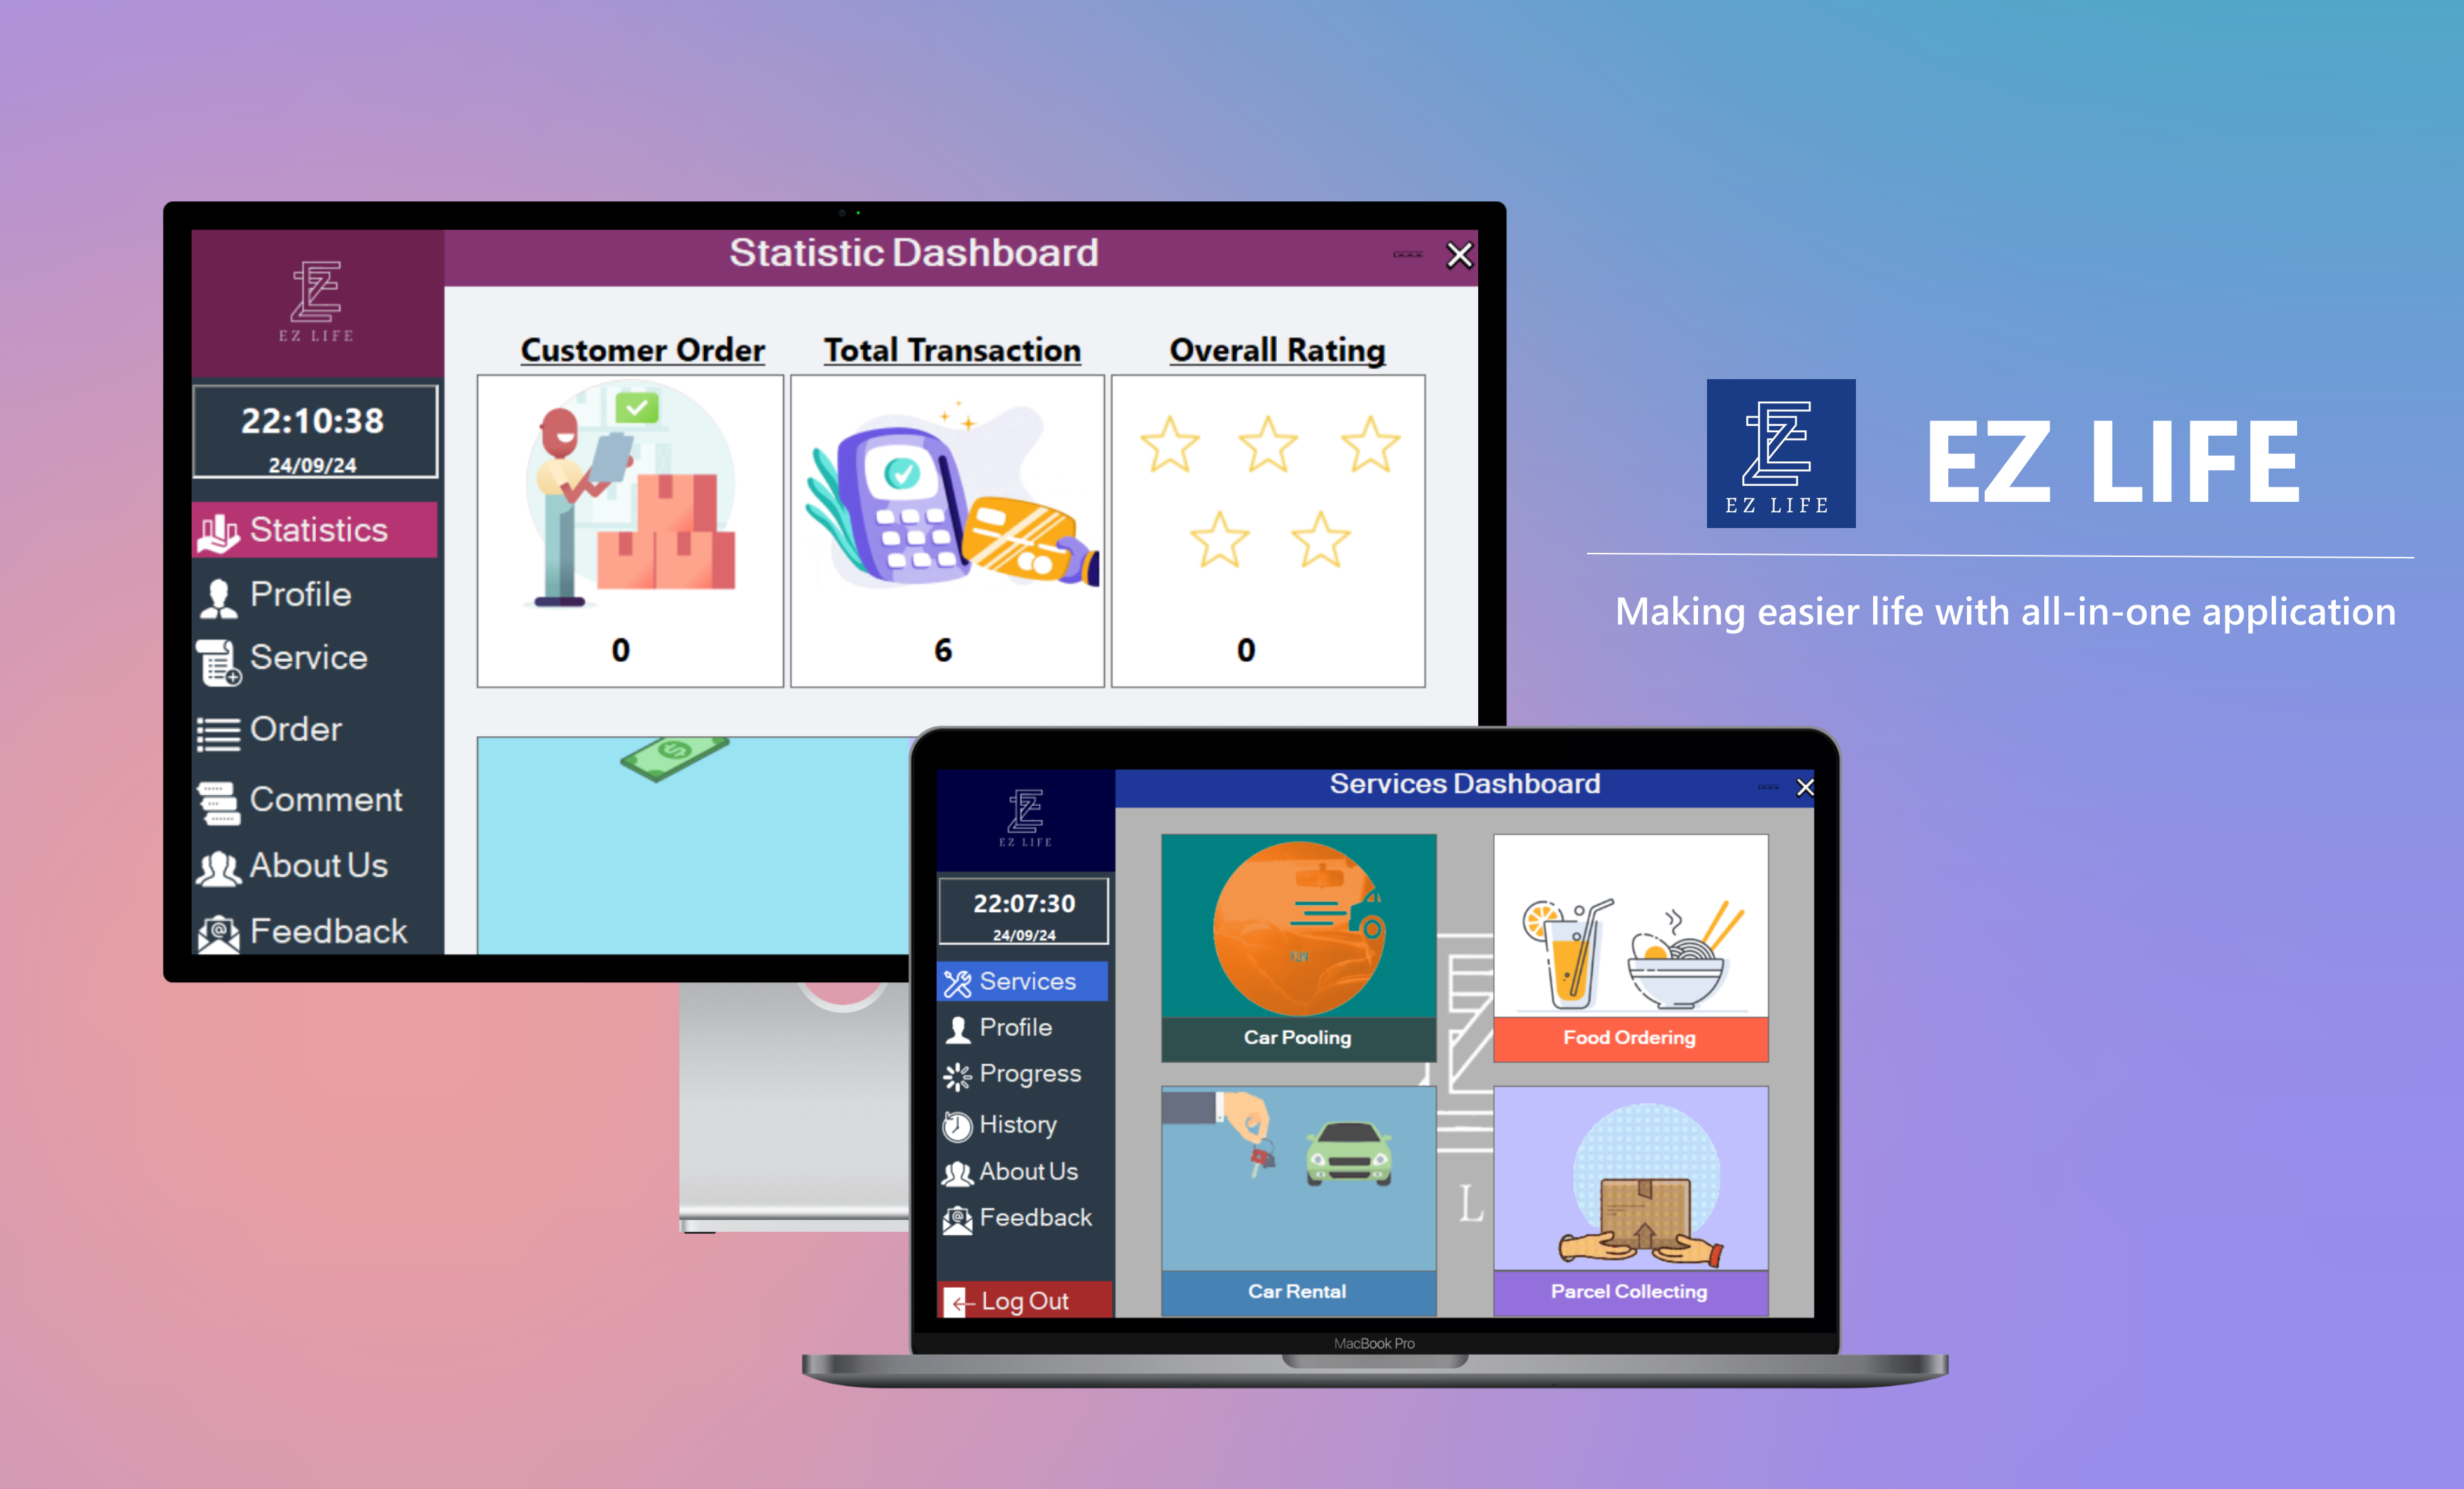 Statistic Dashboard
EZ LIFE
22:10:38
24/09/24
Statistics
Profile
Service
Order
Comment
About Us
Feedback
Customer Order
Total Transaction
Overall Rating
0
6
0
EZ LIFE
EZ LIFE
Making easier life with all-in-one application
Services Dashboard
EZ LIFE
22:07:30
24/09/24
Services
Profile
Progress
History
About Us
Feedback
Log Out
Car Pooling
Food Ordering
Car Rental
Parcel Collecting
L
MacBook Pro